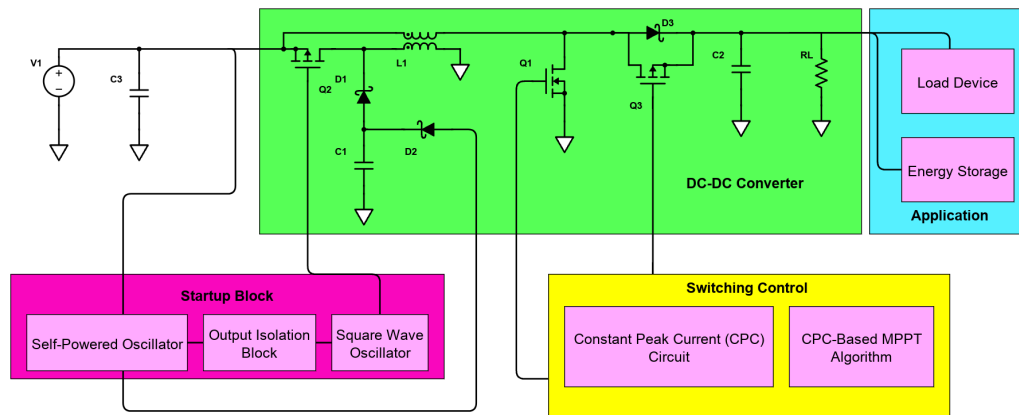 V1
+
−
C3
Q2
D1
L1
C1
D2
Q1
D3
Q3
C2
RL
DC-DC Converter
Load Device
Energy Storage
Application
Startup Block
Self-Powered Oscillator
Output Isolation
Block
Square Wave
Oscillator
Switching Control
Constant Peak Current (CPC)
Circuit
CPC-Based MPPT
Algorithm